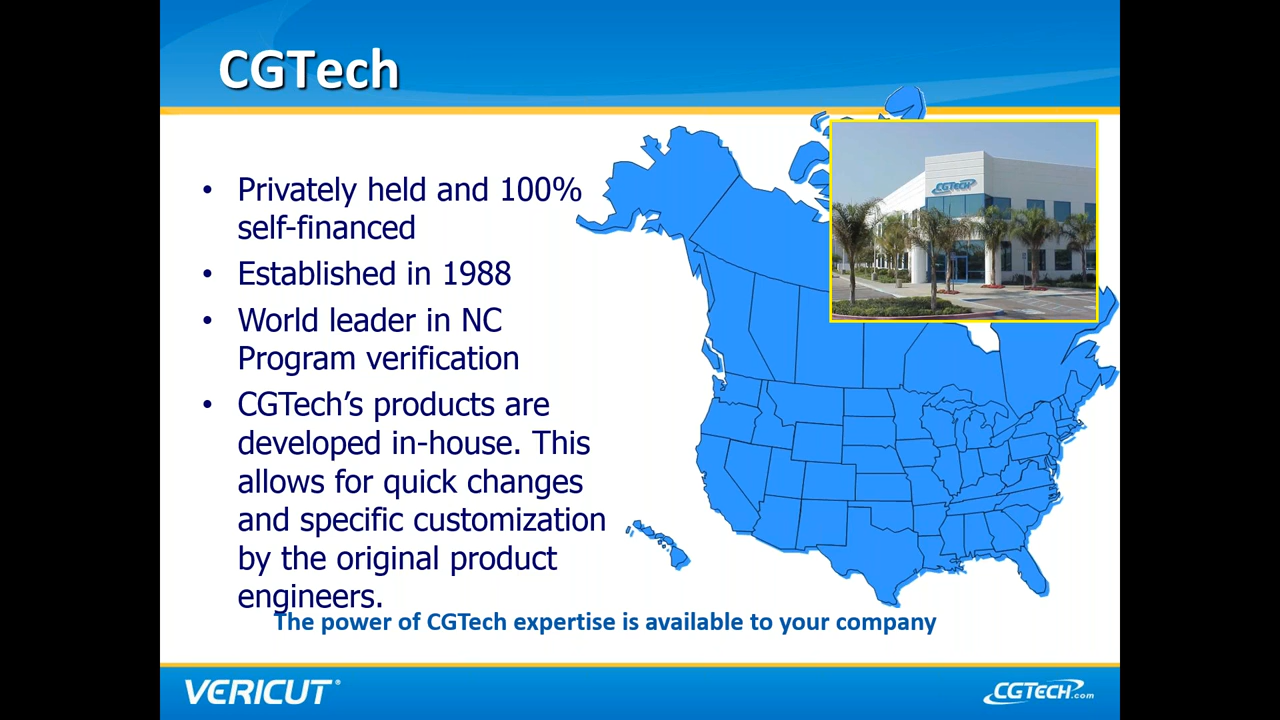 CGTech
• Privately held and 100%
self-financed
• Established in 1988
• World leader in NC
Program verification
• CGTech’s products are
developed in-house. This
allows for quick changes
and specific customization
by the original product
engineers.
CGTECH
The power of CGTech expertise is available to your company
VERICUT®
CGTECH.com